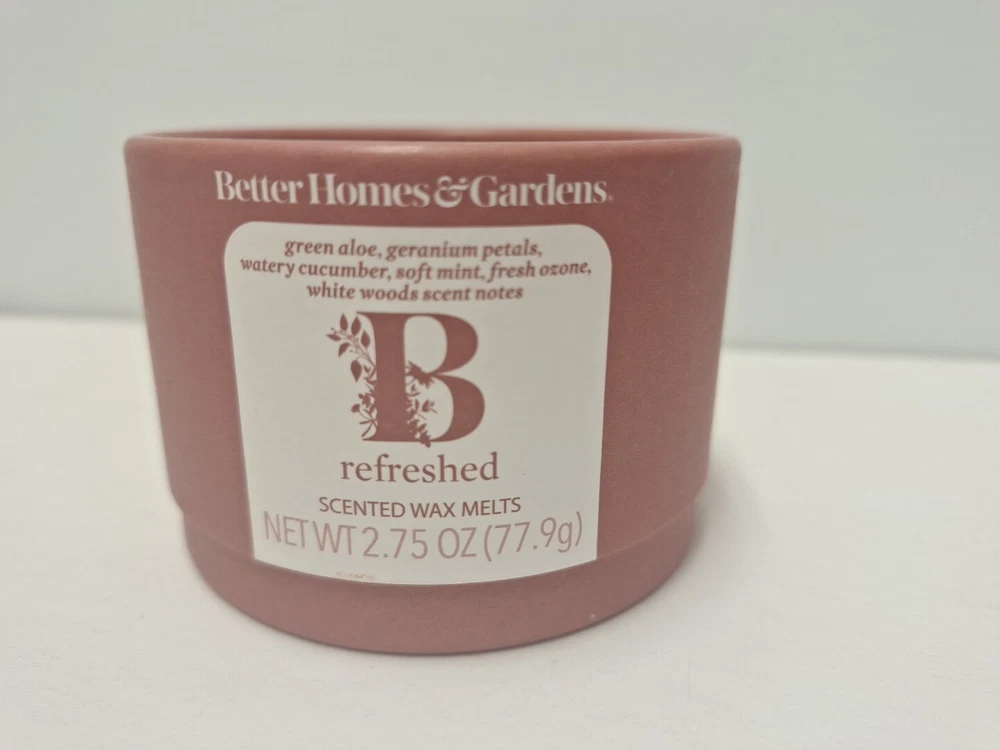 Better Homes & Gardens
green aloe, geranium petals,
watery cucumber, soft mint, fresh ozone,
white woods scent notes
B
refreshed
SCENTED WAX MELTS
NET WT 2.75 OZ (77.9g)